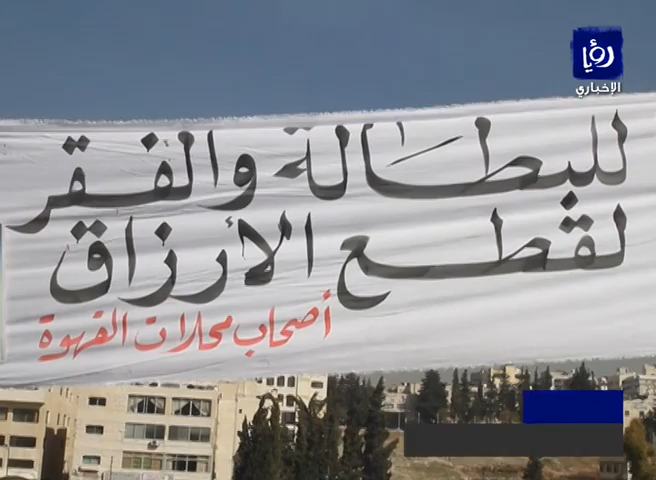 رؤيا
الإخباري
للبطالة والفقر
لقطع الأرزاق
أصحاب محلات القهوة